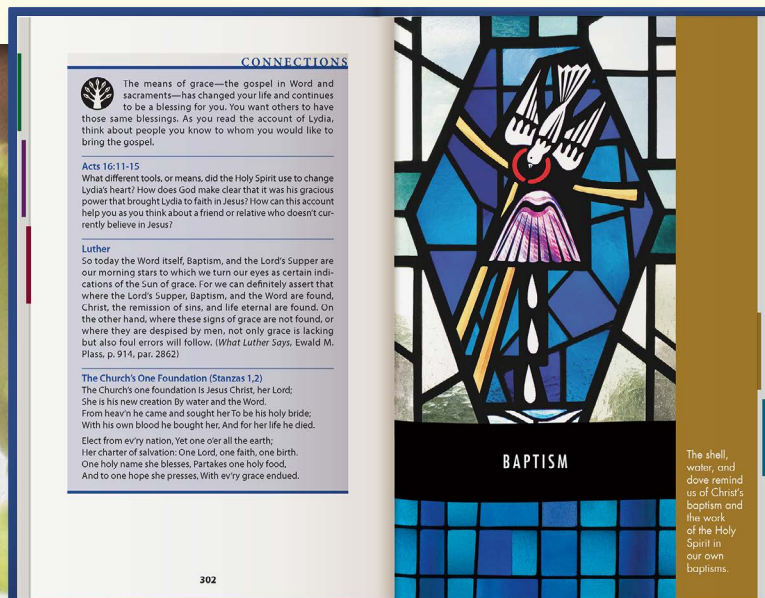 CONNECTIONS
The means of grace—the gospel in Word and
sacraments—has changed your life and continues
to be a blessing for you. You want others to have
those same blessings. As you read the account of Lydia,
think about people you know to whom you would like to
bring the gospel.
Acts 16:11-15
What different tools, or means, did the Holy Spirit use to change
Lydia's heart? How does God make clear that it was his gracious
power that brought Lydia to faith in Jesus? How can this account
help you as you think about a friend or relative who doesn't cur-
rently believe in Jesus?
Luther
So today the Word itself, Baptism, and the Lord's Supper are
our morning stars to which we turn our eyes as certain indi-
cations of the Sun of grace. For we can definitely assert that
where the Lord's Supper, Baptism, and the Word are found,
Christ, the remission of sins, and life eternal are found. On
the other hand, where these signs of grace are not found, or
where they are despised by men, not only grace is lacking
but also foul errors will follow. (What Luther Says, Ewald M.
Plass, p. 914, par. 2862)
The Church's One Foundation (Stanzas 1,2)
The Church's one foundation Is Jesus Christ, her Lord;
She is his new creation By water and the Word.
From heav'n he came and sought her To be his holy bride;
With his own blood he bought her, And for her life he died.
Elect from ev'ry nation, Yet one o'er all the earth;
Her charter of salvation: One Lord, one faith, one birth.
One holy name she blesses, Partakes one holy food,
And to one hope she presses, With ev'ry grace endued.
302
BAPTISM
The shell,
water, and
dove remind
us of Christ's
baptism and
the work
of the Holy
Spirit in
our own
baptisms.